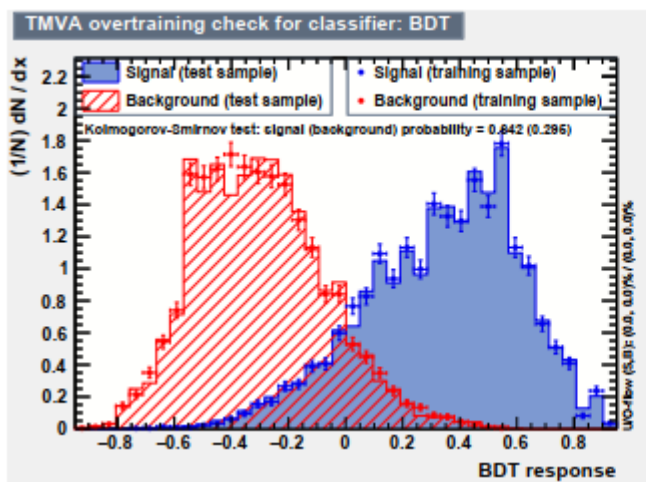 TMVA overtraining check for classifier: BDT
Signal (test sample)
Background (test sample)
Signal (training sample)
Background (training sample)
Kolmogorov-Smirnov test: signal (background) probability = 0.842 (0.295)
(1/N) dN / dx
2.2
2
1.8
1.6
1.4
1.2
1
0.8
0.6
0.4
0.2
0
−0.8 −0.6 −0.4 −0.2 0 0.2 0.4 0.6 0.8
BDT response
U/O-flow (S,B): (0.0, 0.0)% / (0.0, 0.0)%